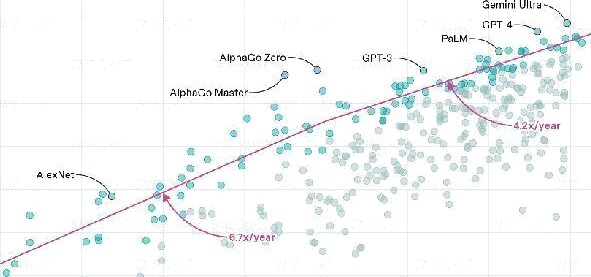 Gemini Ultra
GPT-4
PaLM
AlphaGo Zero
GPT-3
AlphaGo Master
4.2x/year
AlexNet
6.7x/year